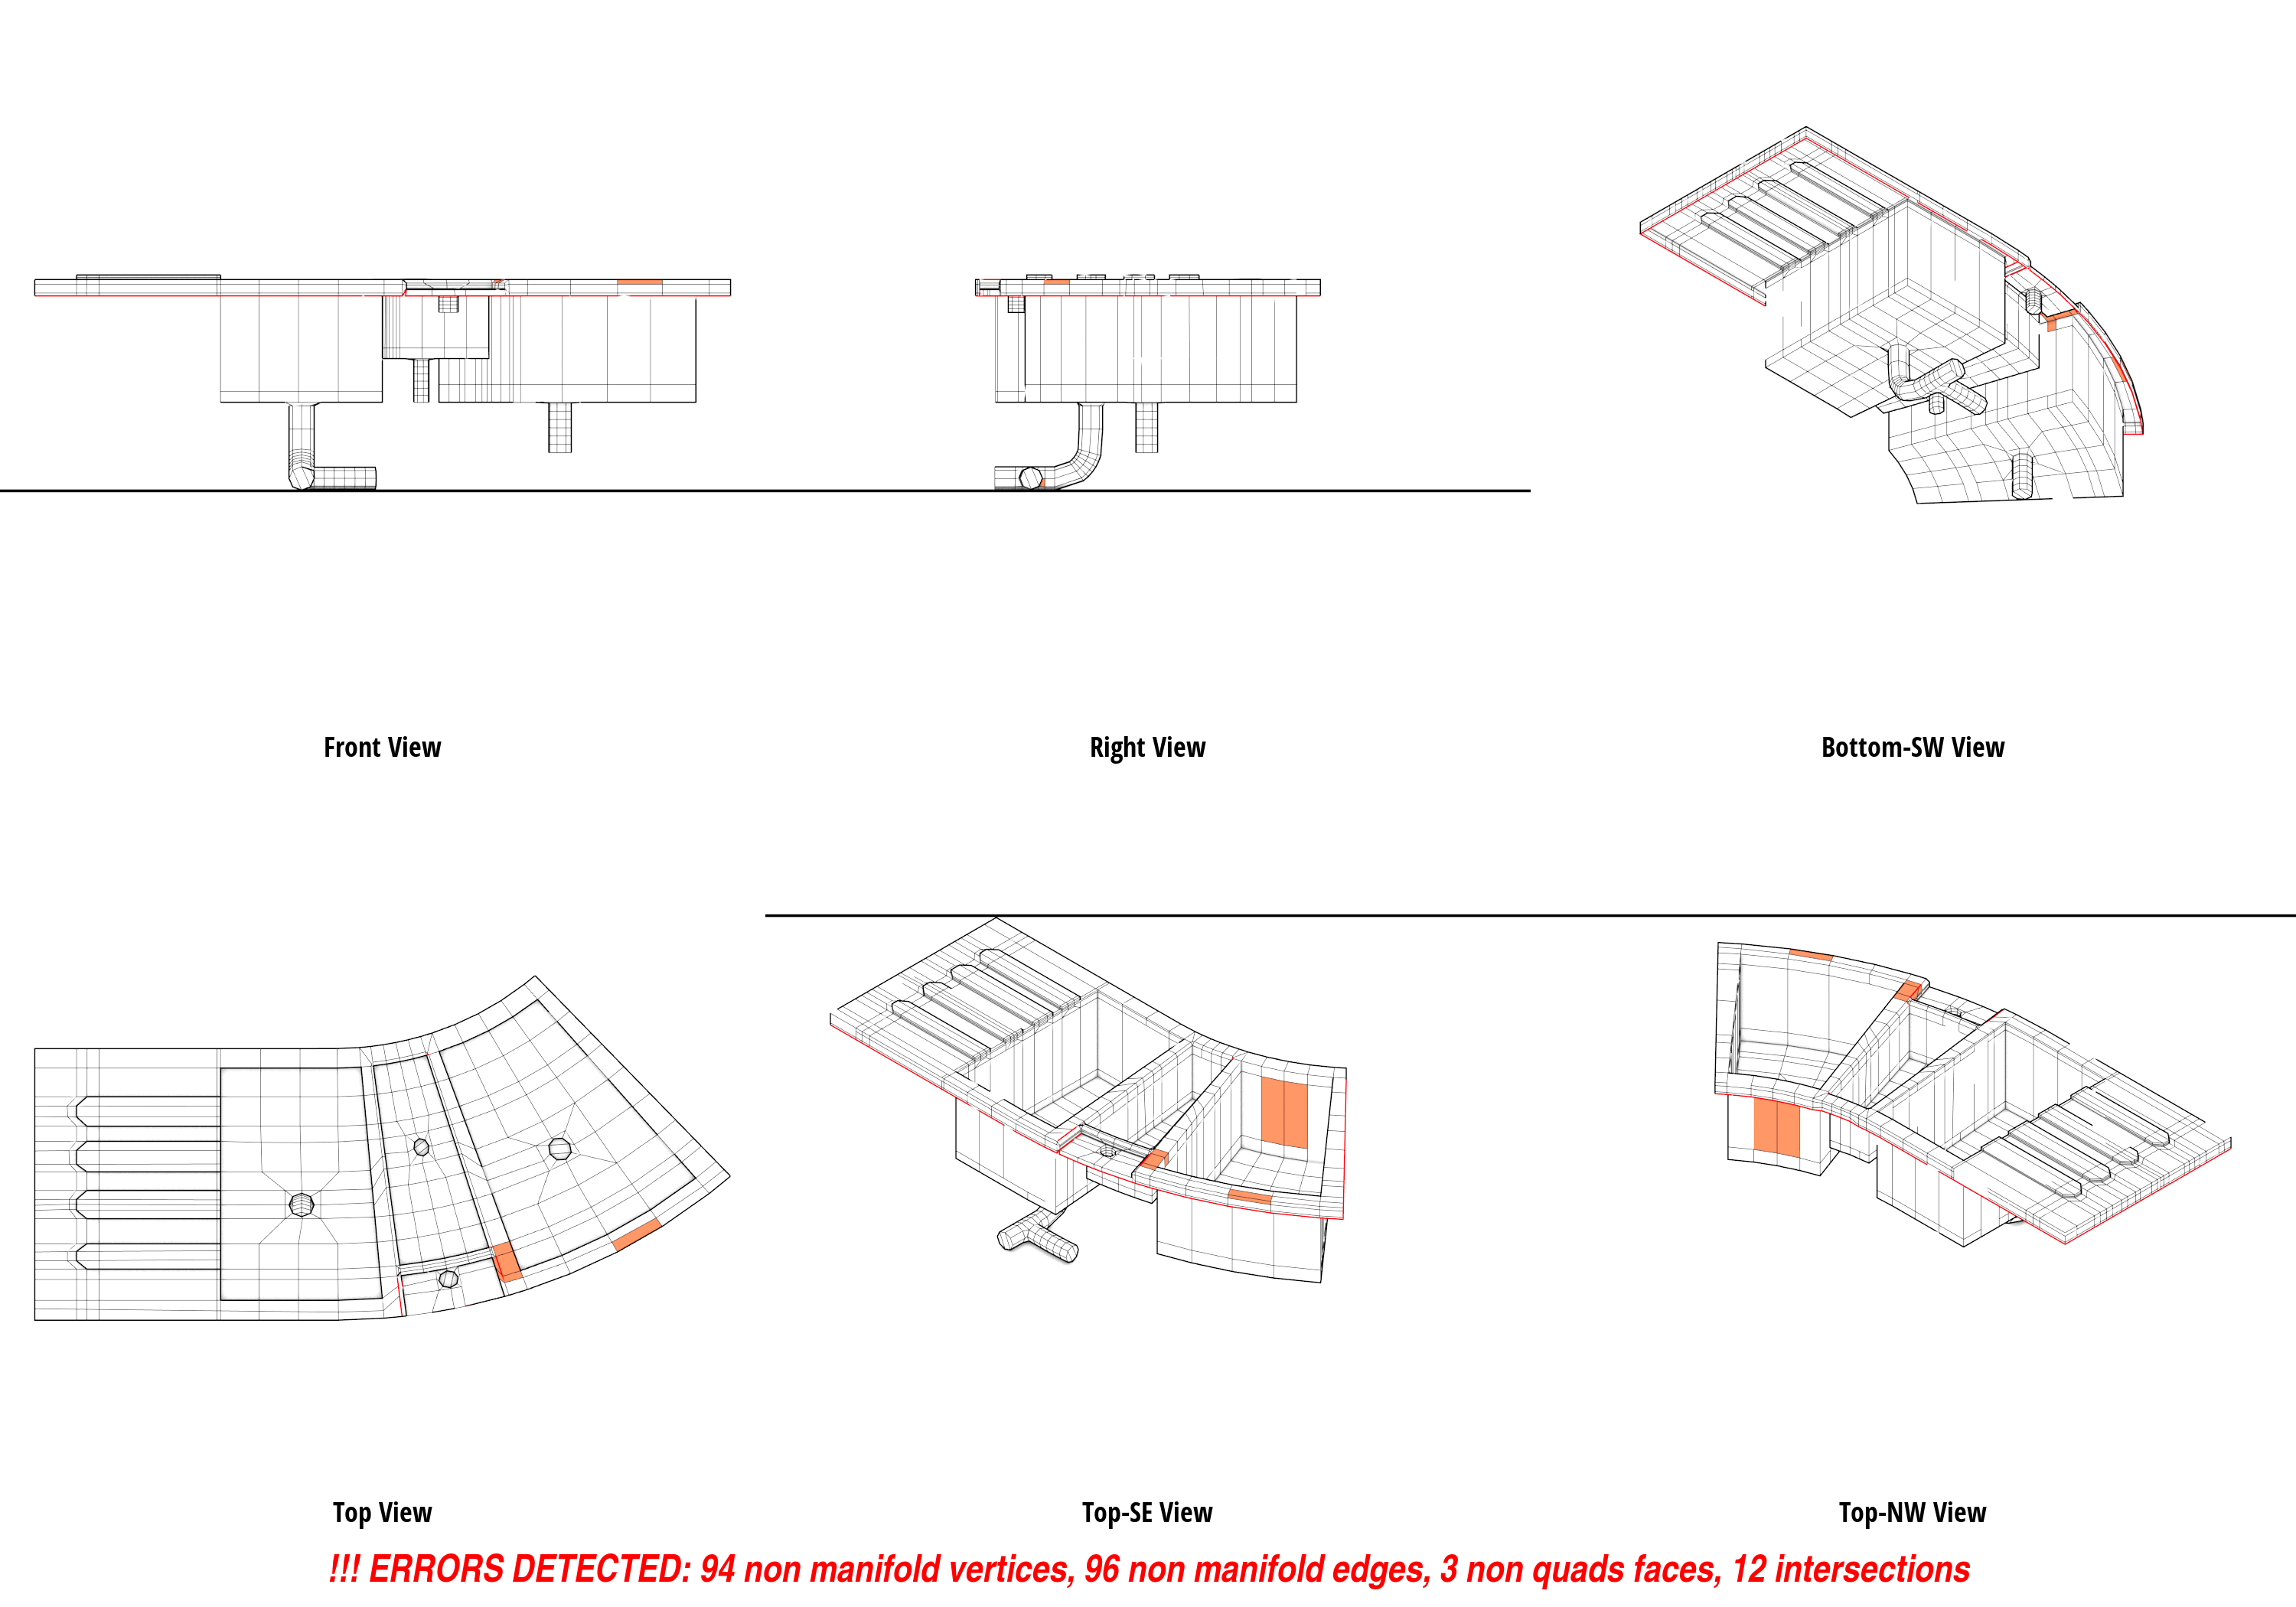 Front View
Right View
Bottom-SW View
Top View
Top-SE View
Top-NW View
!!! ERRORS DETECTED: 94 non manifold vertices, 96 non manifold edges, 3 non quads faces, 12 intersections